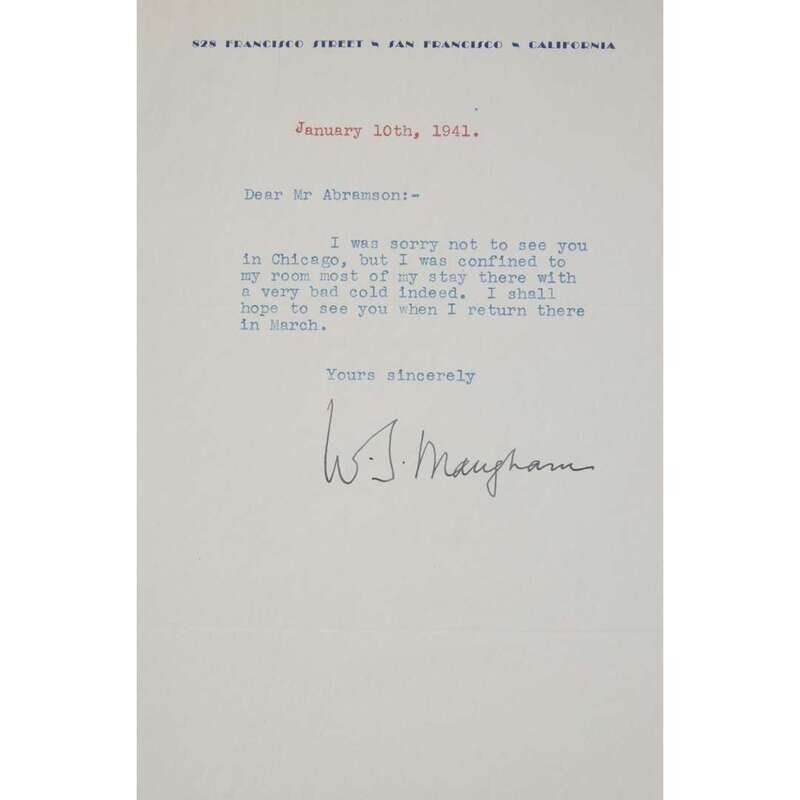 828 FRANCISCO STREET ~ SAN FRANCISCO ~ CALIFORNIA
January 10th, 1941.
Dear Mr Abramson:-
I was sorry not to see you
in Chicago, but I was confined to
my room most of my stay there with
a very bad cold indeed. I shall
hope to see you when I return there
in March.
Yours sincerely
W. S. Maugham